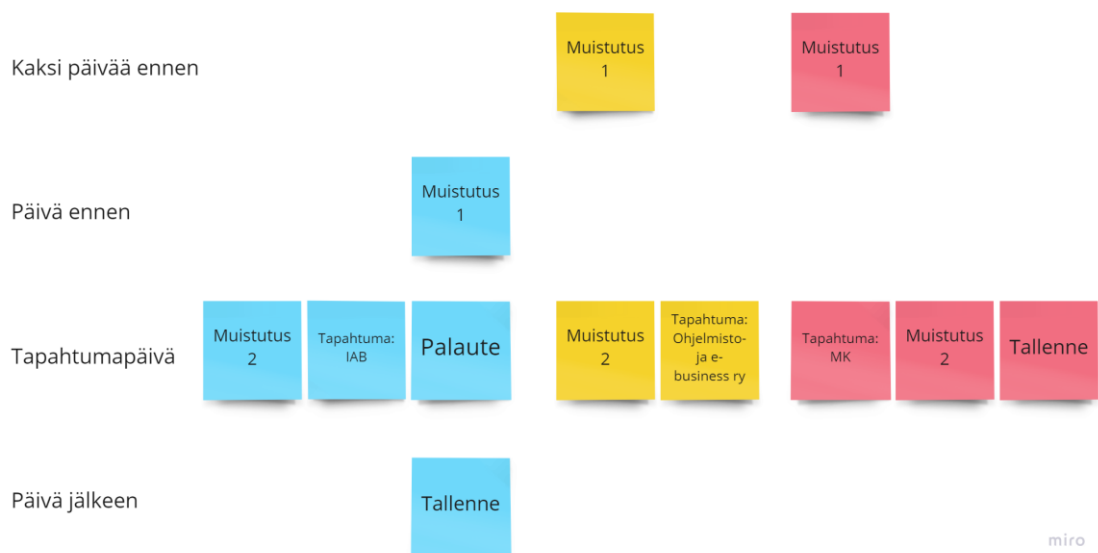 Kaksi päivää ennen
Muistutus
1
Muistutus
1
Päivä ennen
Muistutus
1
Tapahtumapäivä
Muistutus
2
Tapahtuma:
IAB
Palaute
Muistutus
2
Tapahtuma:
Ohjelmisto-
ja e-
business ry
Tapahtuma:
MK
Muistutus
2
Tallenne
Päivä jälkeen
Tallenne
miro